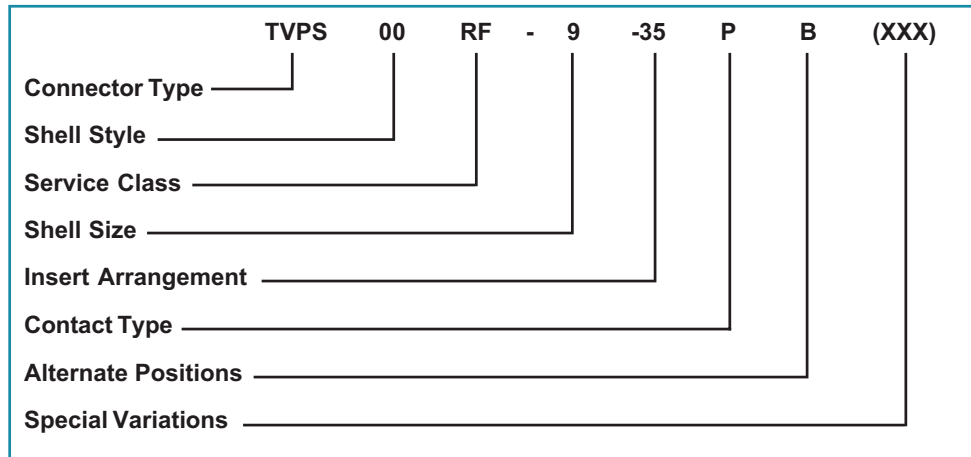 TVPS 00 RF - 9 -35 P B (XXX)
Connector Type
Shell Style
Service Class
Shell Size
Insert Arrangement
Contact Type
Alternate Positions
Special Variations